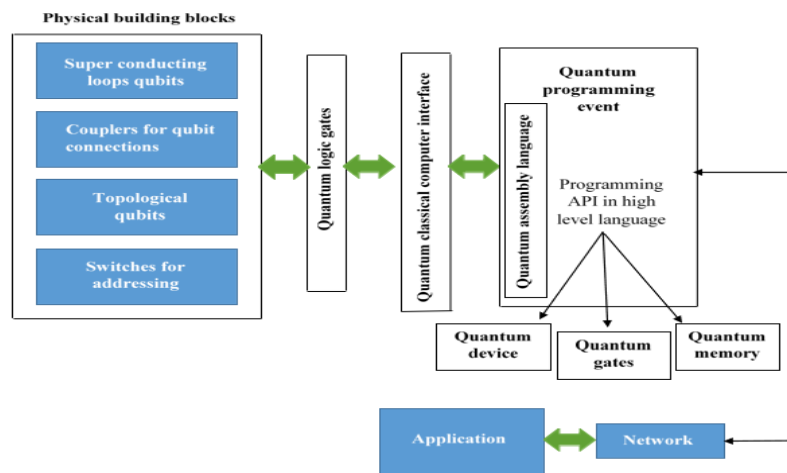 Physical building blocks
Super conducting
loops qubits
Couplers for qubit
connections
Topological
qubits
Switches for
addressing
Quantum logic gates
Quantum classical computer interface
Quantum
programming
event
Quantum assembly language
Programming
API in high
level language
Quantum
device
Quantum
gates
Quantum
memory
Application
Network